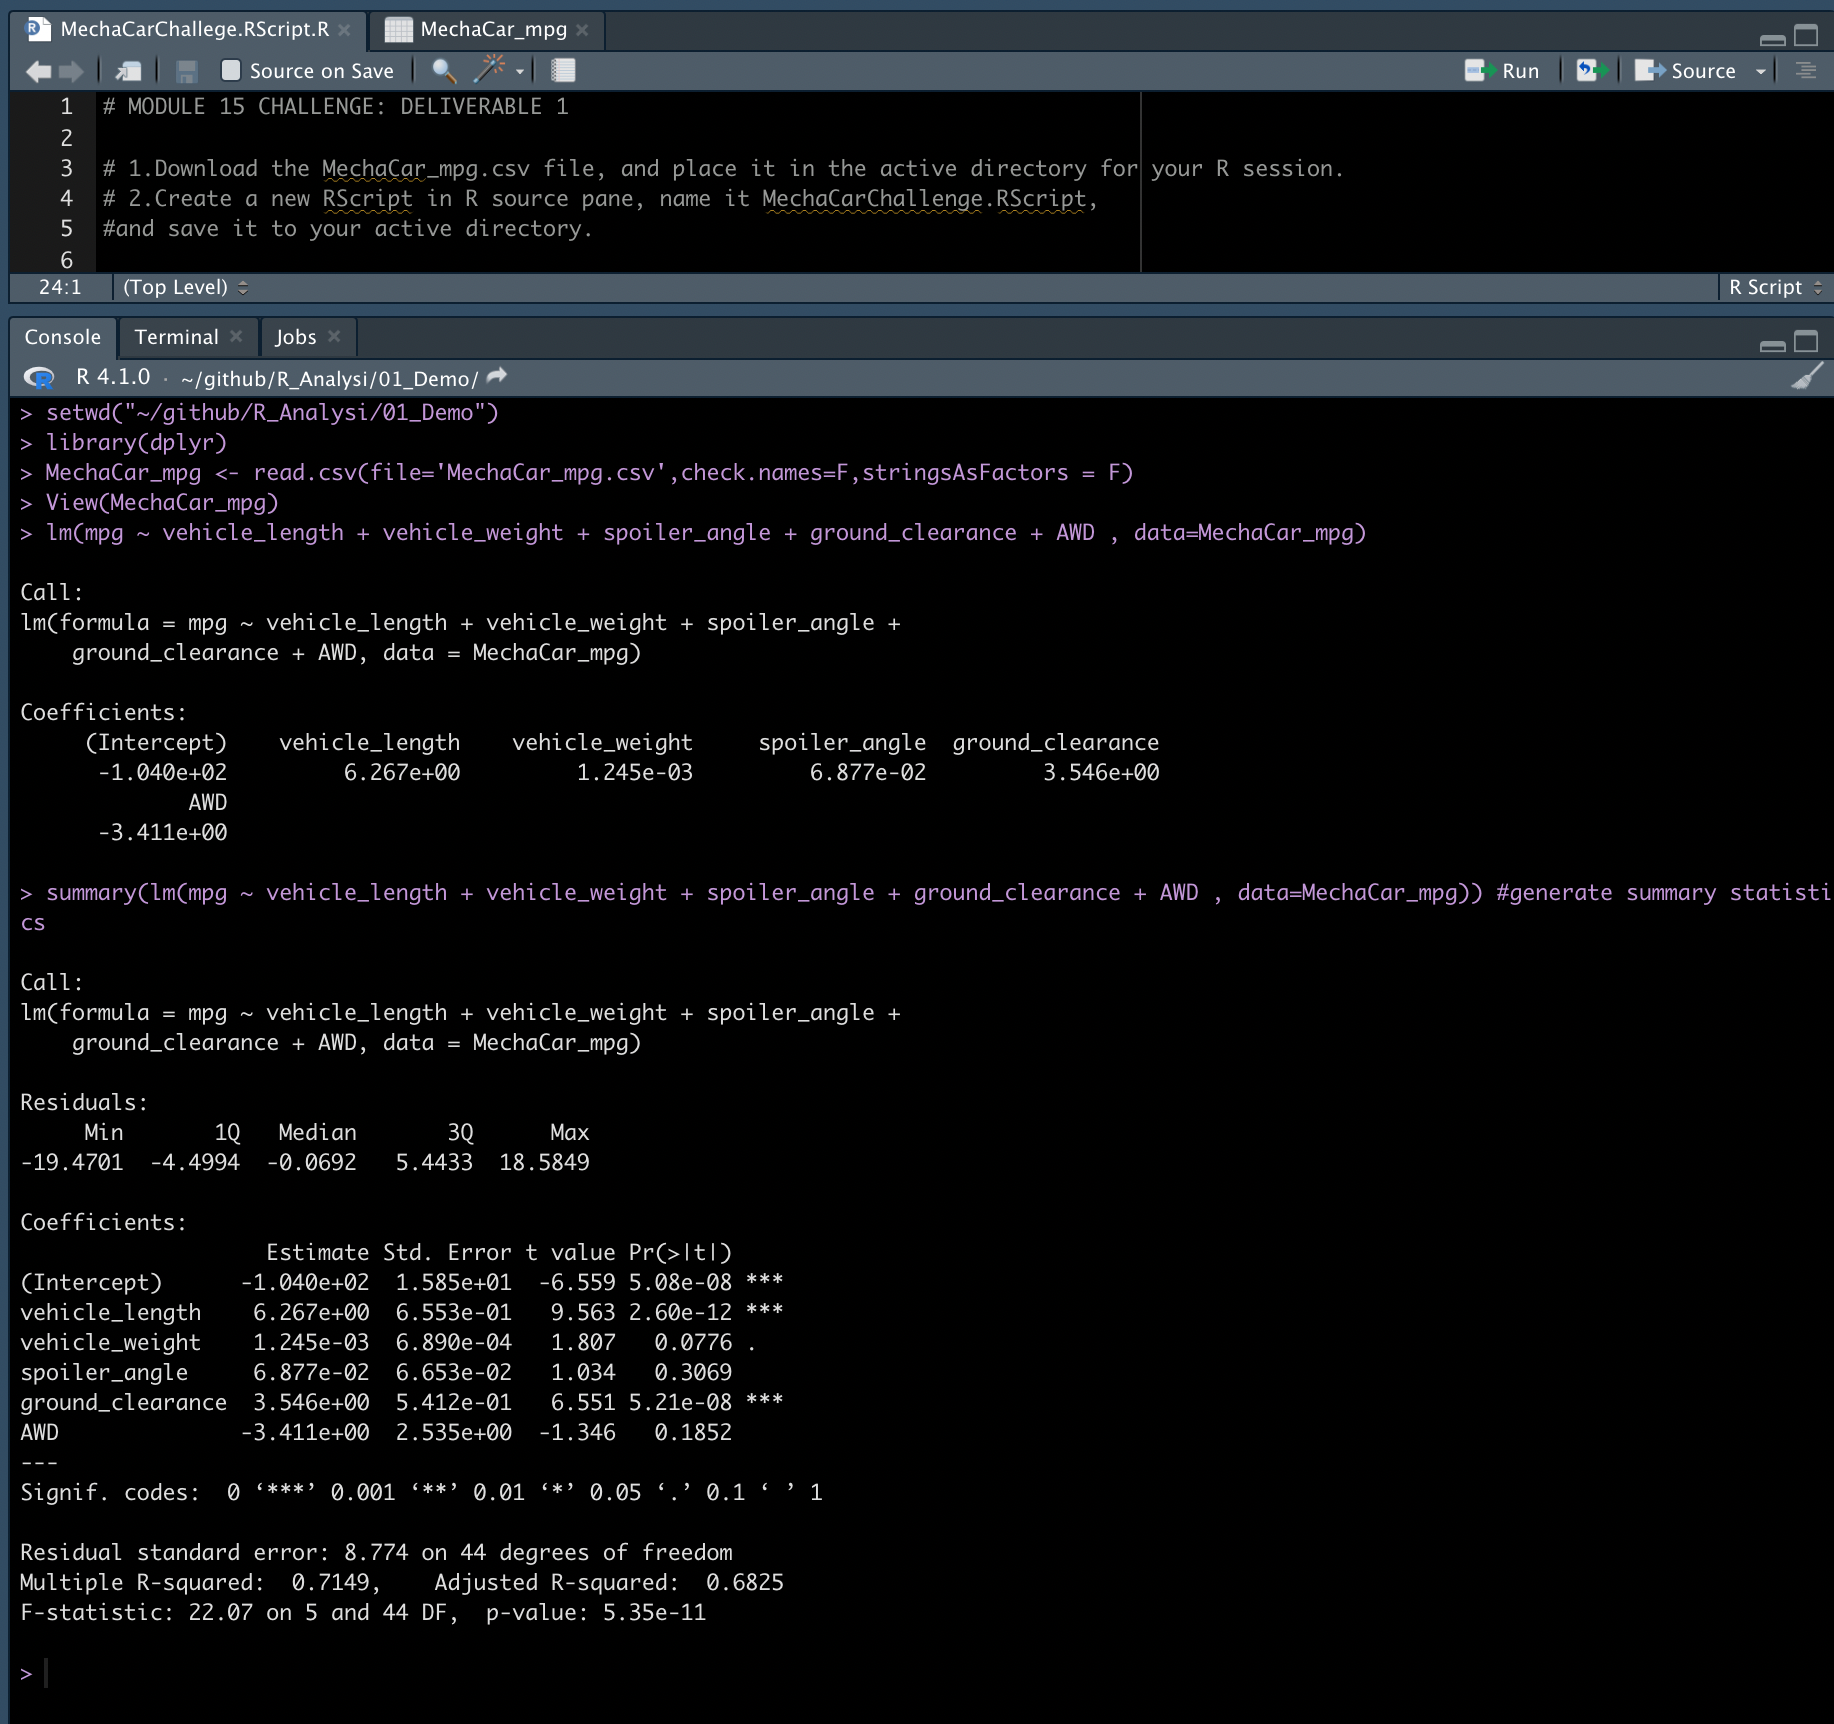 MechaCarChallege.RScript.R
MechaCar_mpg
Source on Save
Run
Source
1 # MODULE 15 CHALLENGE: DELIVERABLE 1
2
3 # 1.Download the MechaCar_mpg.csv file, and place it in the active directory for your R session.
4 # 2.Create a new RScript in R source pane, name it MechaCarChallenge.RScript,
5 #and save it to your active directory.
6
24:1 (Top Level) R Script
Console Terminal Jobs
R 4.1.0 · ~/github/R_Analysi/01_Demo/
> setwd("~/github/R_Analysi/01_Demo")
> library(dplyr)
> MechaCar_mpg <- read.csv(file='MechaCar_mpg.csv',check.names=F,stringsAsFactors = F)
> View(MechaCar_mpg)
> lm(mpg ~ vehicle_length + vehicle_weight + spoiler_angle + ground_clearance + AWD , data=MechaCar_mpg)
Call:
lm(formula = mpg ~ vehicle_length + vehicle_weight + spoiler_angle +
    ground_clearance + AWD, data = MechaCar_mpg)
Coefficients:
     (Intercept)    vehicle_length    vehicle_weight     spoiler_angle  ground_clearance
      -1.040e+02         6.267e+00         1.245e-03         6.877e-02         3.546e+00
             AWD
      -3.411e+00
> summary(lm(mpg ~ vehicle_length + vehicle_weight + spoiler_angle + ground_clearance + AWD , data=MechaCar_mpg)) #generate summary statisti
cs
Call:
lm(formula = mpg ~ vehicle_length + vehicle_weight + spoiler_angle +
    ground_clearance + AWD, data = MechaCar_mpg)
Residuals:
     Min       1Q   Median       3Q      Max
-19.4701  -4.4994  -0.0692   5.4433  18.5849
Coefficients:
                   Estimate Std. Error t value Pr(>|t|)
(Intercept)      -1.040e+02  1.585e+01  -6.559 5.08e-08 ***
vehicle_length    6.267e+00  6.553e-01   9.563 2.60e-12 ***
vehicle_weight    1.245e-03  6.890e-04   1.807   0.0776 .
spoiler_angle     6.877e-02  6.653e-02   1.034   0.3069
ground_clearance  3.546e+00  5.412e-01   6.551 5.21e-08 ***
AWD              -3.411e+00  2.535e+00  -1.346   0.1852
---
Signif. codes:  0 ‘***’ 0.001 ‘**’ 0.01 ‘*’ 0.05 ‘.’ 0.1 ‘ ’ 1
Residual standard error: 8.774 on 44 degrees of freedom
Multiple R-squared:  0.7149,    Adjusted R-squared:  0.6825
F-statistic: 22.07 on 5 and 44 DF,  p-value: 5.35e-11
>